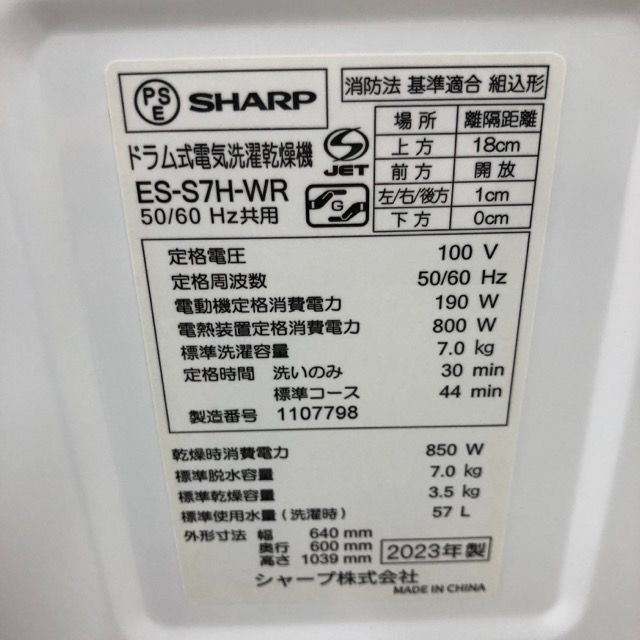 PSE SHARP
ドラム式電気洗濯乾燥機
ES-S7H-WR
50/60 Hz共用
S JET
G
消防法 基準適合 組込形
場所 離隔距離
上方 18cm
前方 開放
左/右/後方 1cm
下方 0cm
定格電圧 100 V
定格周波数 50/60 Hz
電動機定格消費電力 190 W
電熱装置定格消費電力 800 W
標準洗濯容量 7.0 kg
定格時間 洗いのみ 30 min
標準コース 44 min
製造番号 1107798
乾燥時消費電力 850 W
標準脱水容量 7.0 kg
標準乾燥容量 3.5 kg
標準使用水量(洗濯時) 57 L
外形寸法 幅 640 mm
奥行 600 mm
高さ 1039 mm
2023年製
シャープ株式会社
MADE IN CHINA